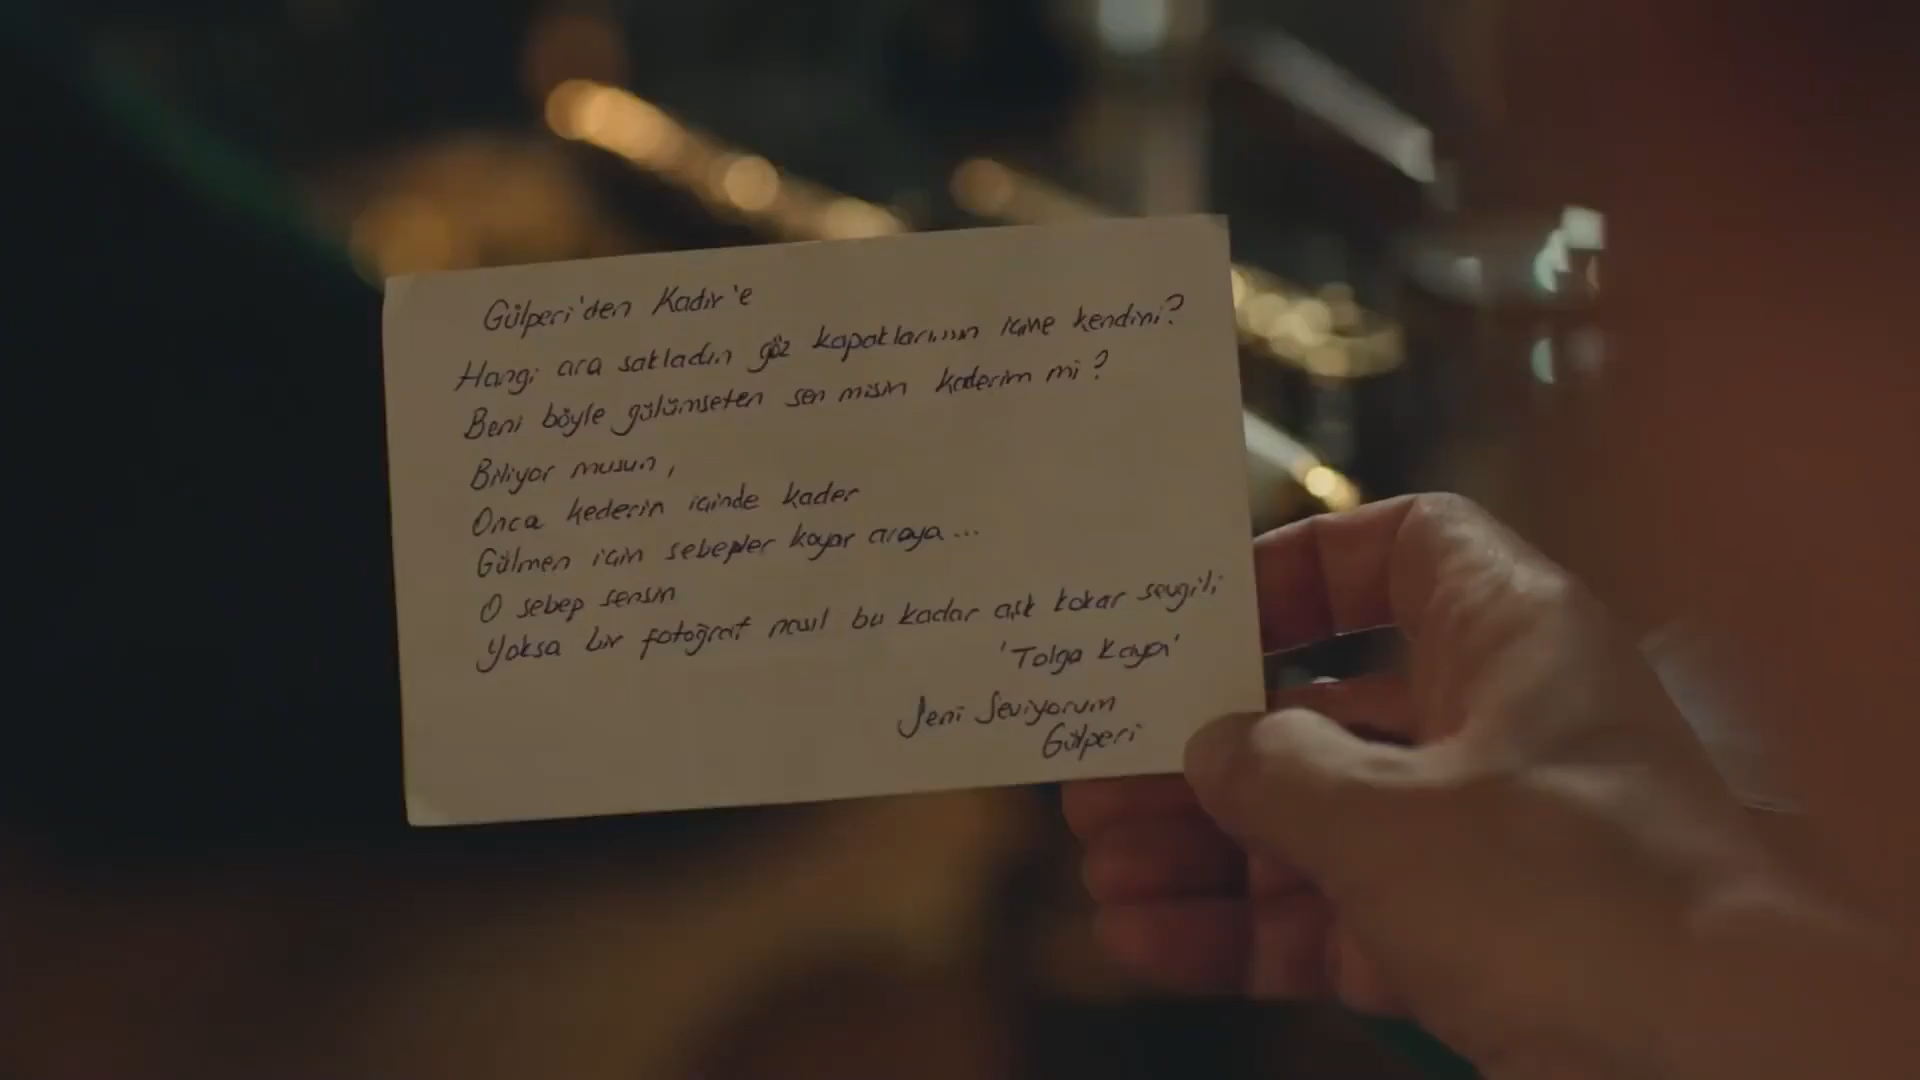 Gülperi'den Kadir'e
Hangi ara sakladın göz kapaklarının içine kendini?
Beni böyle gülümseten sen misin kaderim mi?
Biliyor musun,
Onca kederin içinde kader
Gülmen için sebepler koyar araya...
O sebep sensin
Yoksa bir fotoğraf nasıl bu kadar aşk kokar sevgili
'Tolga Kaya'
Seni Seviyorum
Gülperi